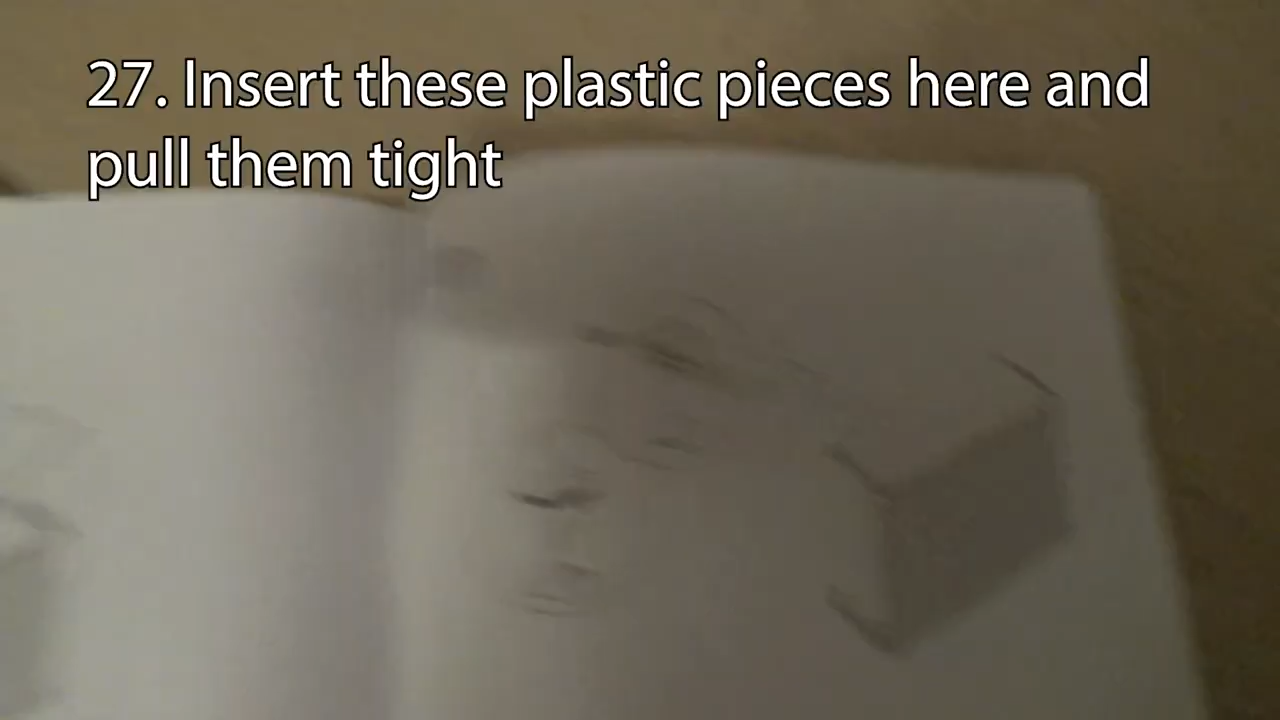 27. Insert these plastic pieces here and
pull them tight